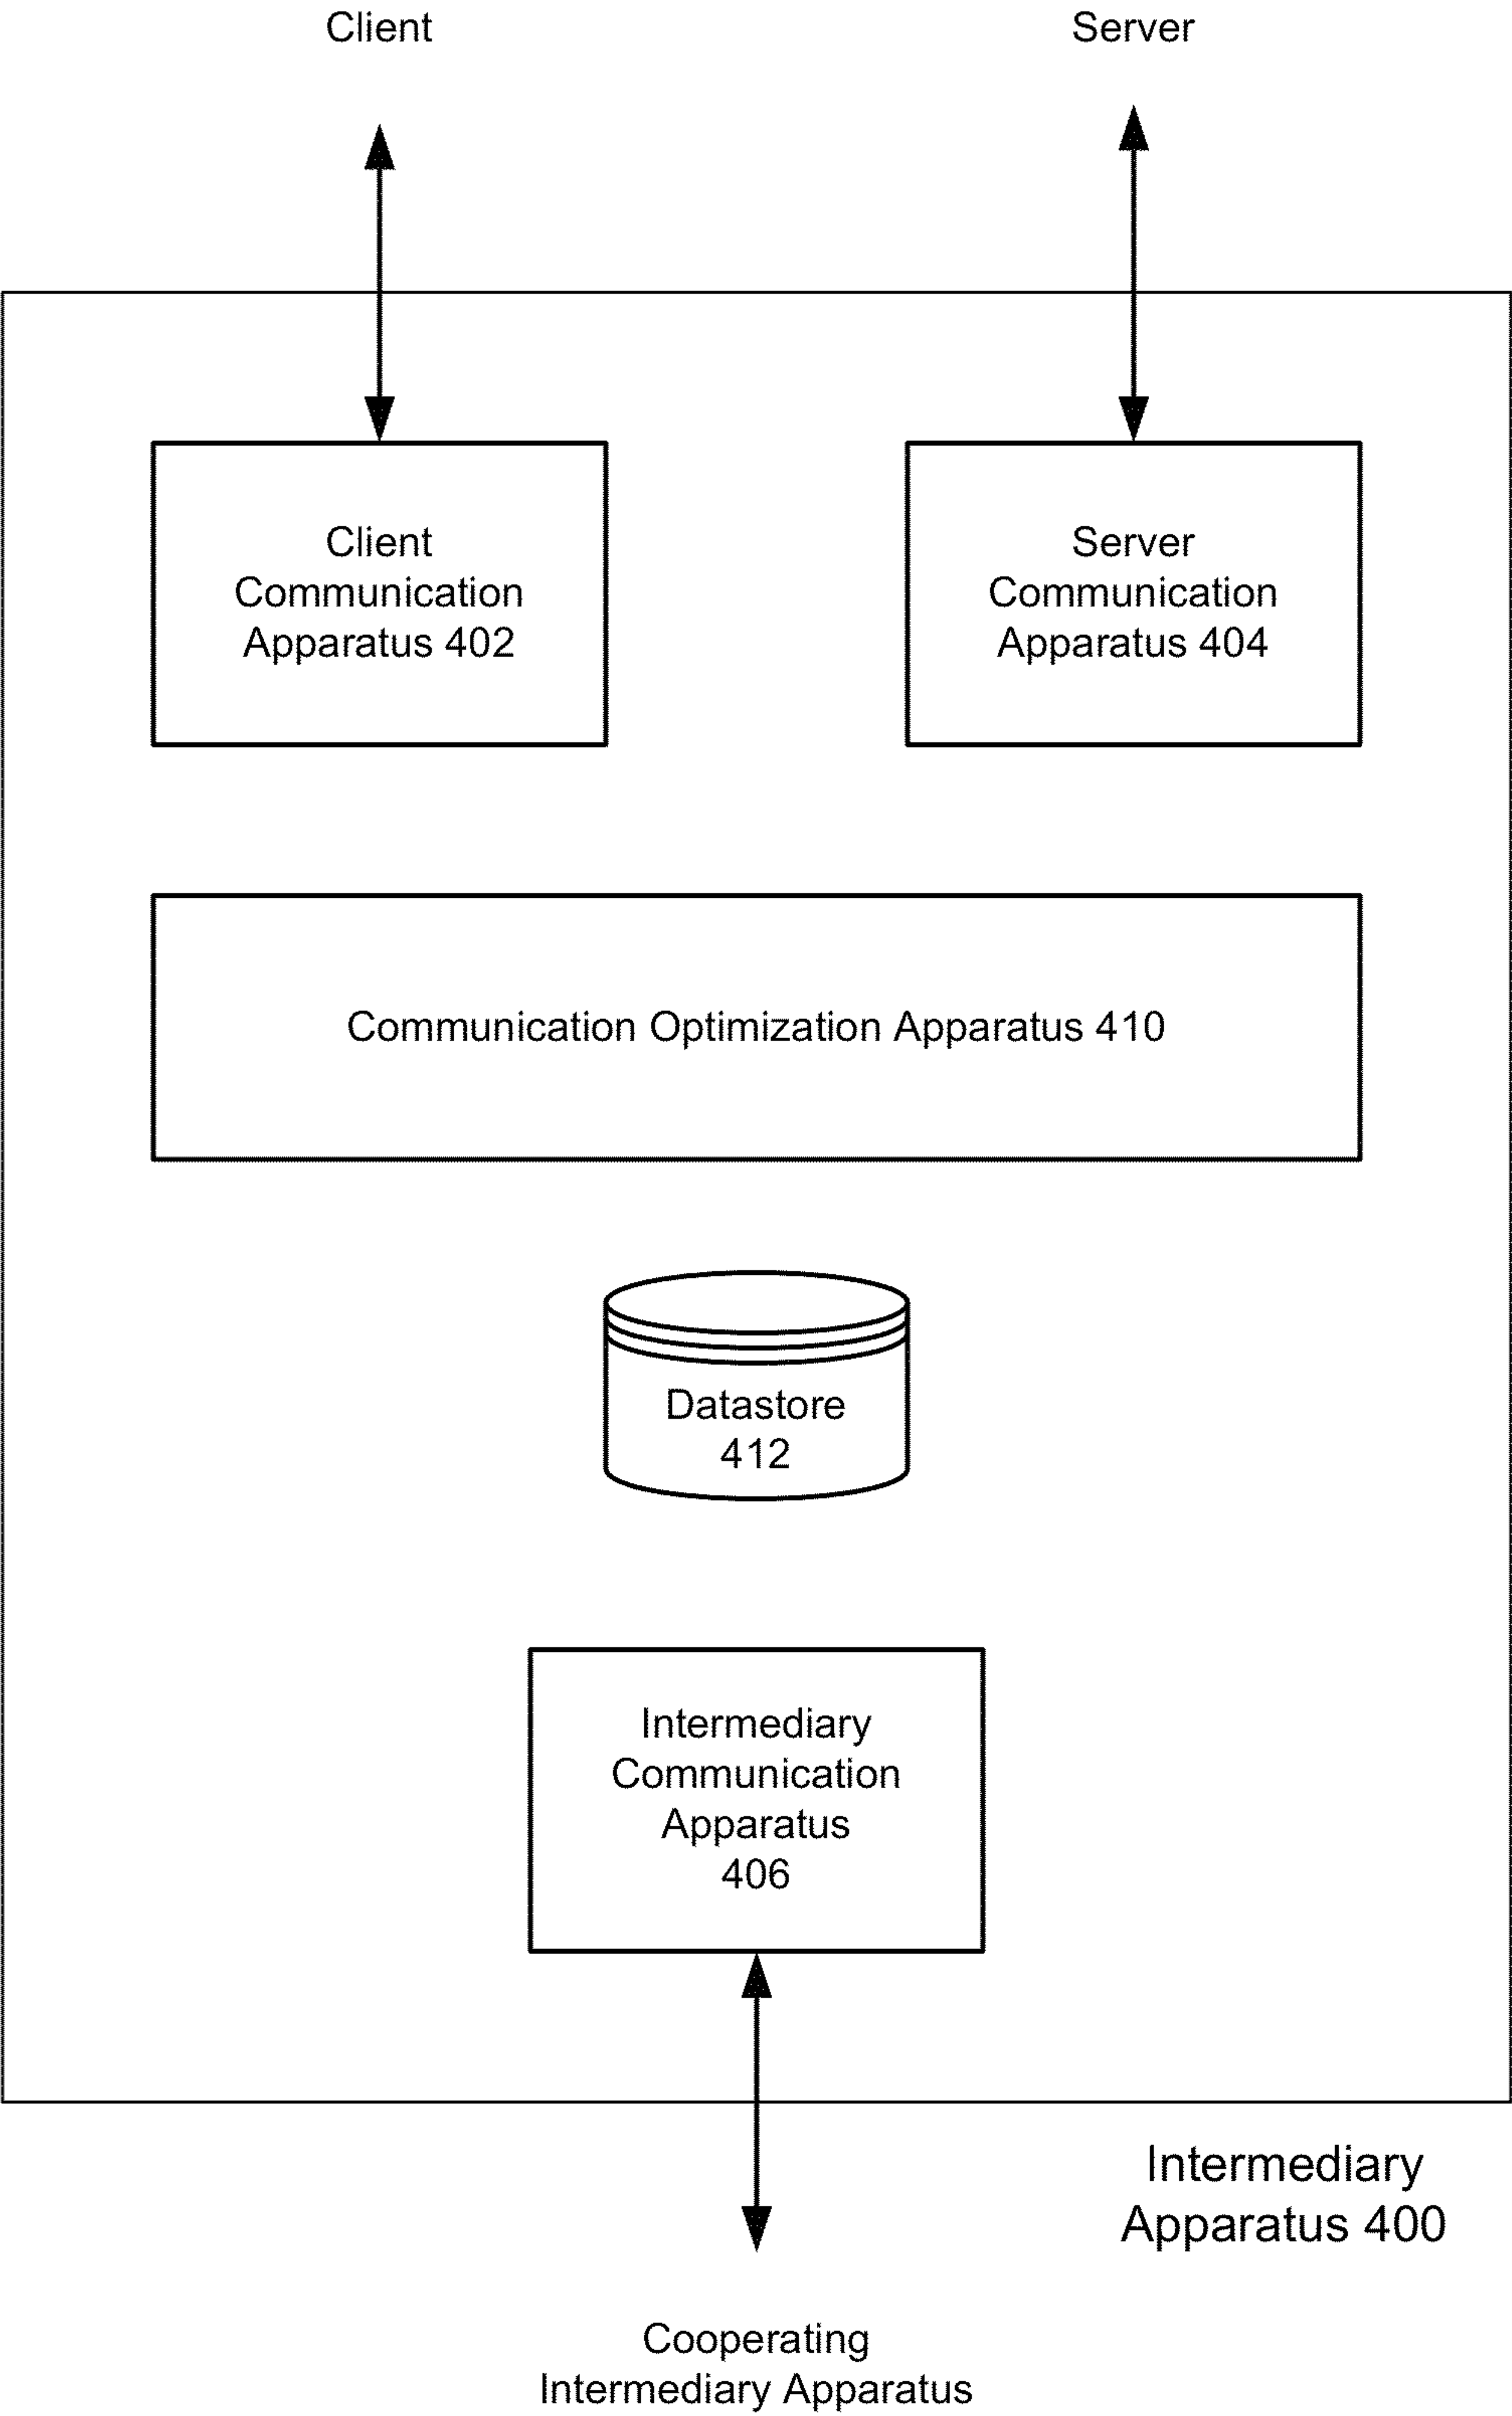 Client
Server
Client
Communication
Apparatus 402
Server
Communication
Apparatus 404
Communication Optimization Apparatus 410
Datastore
412
Intermediary
Communication
Apparatus
406
Intermediary
Apparatus 400
Cooperating
Intermediary Apparatus